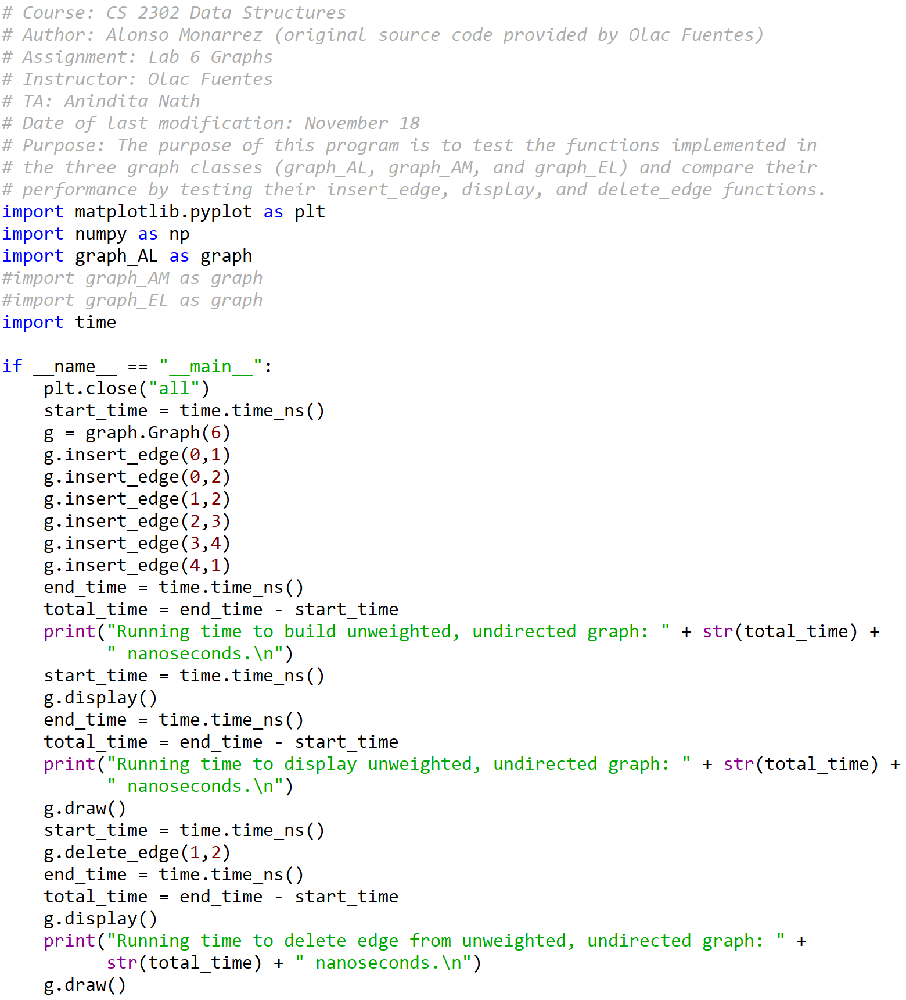 # Course: CS 2302 Data Structures
# Author: Alonso Monarrez (original source code provided by Olac Fuentes)
# Assignment: Lab 6 Graphs
# Instructor: Olac Fuentes
# TA: Anindita Nath
# Date of last modification: November 18
# Purpose: The purpose of this program is to test the functions implemented in
# the three graph classes (graph_AL, graph_AM, and graph_EL) and compare their
# performance by testing their insert_edge, display, and delete_edge functions.
import matplotlib.pyplot as plt
import numpy as np
import graph_AL as graph
#import graph_AM as graph
#import graph_EL as graph
import time

if __name__ == "__main__":
    plt.close("all")
    start_time = time.time_ns()
    g = graph.Graph(6)
    g.insert_edge(0,1)
    g.insert_edge(0,2)
    g.insert_edge(1,2)
    g.insert_edge(2,3)
    g.insert_edge(3,4)
    g.insert_edge(4,1)
    end_time = time.time_ns()
    total_time = end_time - start_time
    print("Running time to build unweighted, undirected graph: " + str(total_time) +
          " nanoseconds.\n")
    start_time = time.time_ns()
    g.display()
    end_time = time.time_ns()
    total_time = end_time - start_time
    print("Running time to display unweighted, undirected graph: " + str(total_time) +
          " nanoseconds.\n")
    g.draw()
    start_time = time.time_ns()
    g.delete_edge(1,2)
    end_time = time.time_ns()
    total_time = end_time - start_time
    g.display()
    print("Running time to delete edge from unweighted, undirected graph: " +
          str(total_time) + " nanoseconds.\n")
    g.draw()